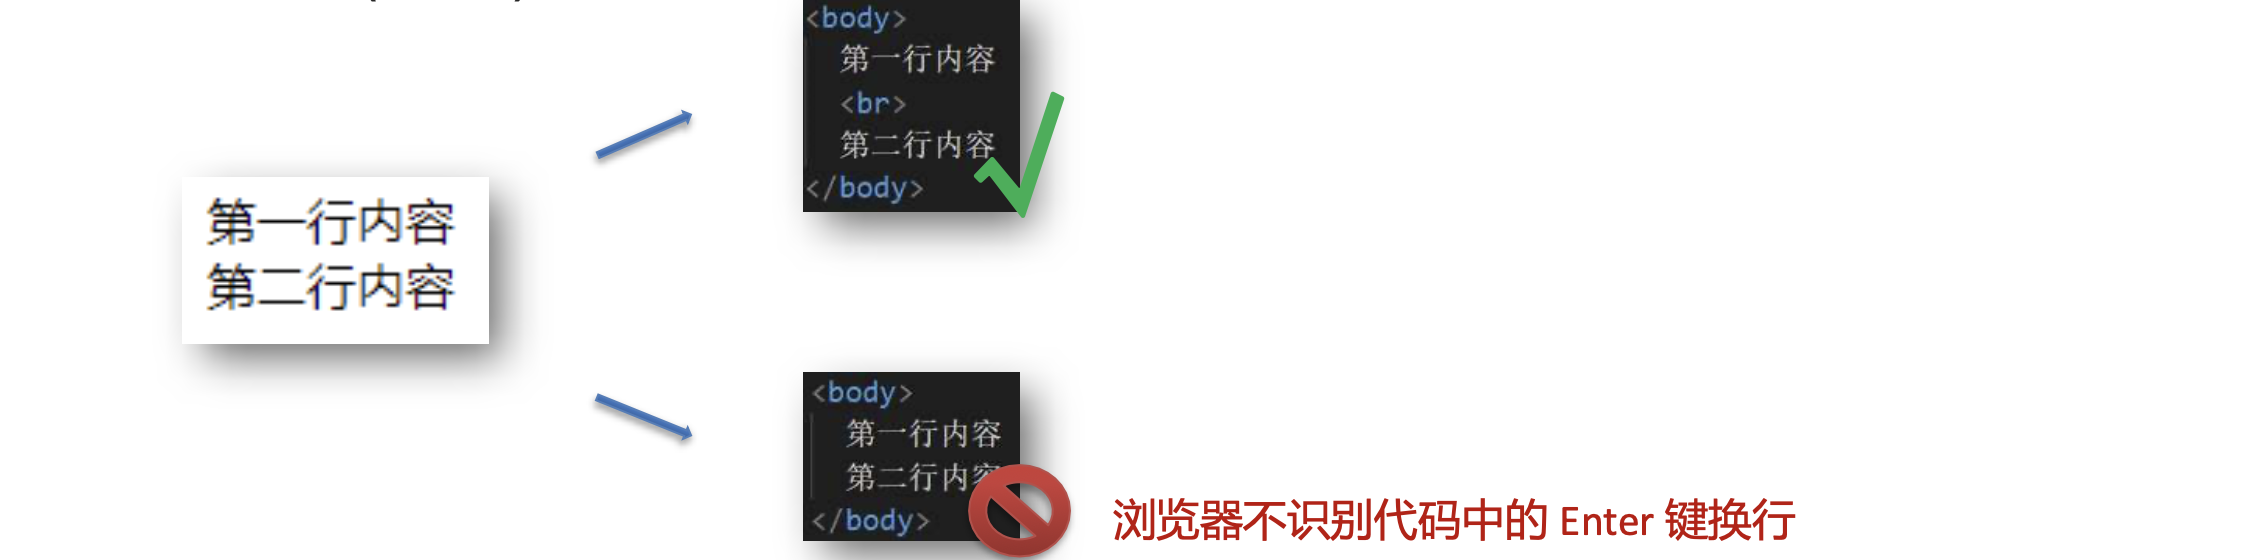 <body>
第一行内容
<br>
第二行内容
</body>
第一行内容
第二行内容
<body>
第一行内容
第二行内容
</body>
浏览器不识别代码中的 Enter 键换行